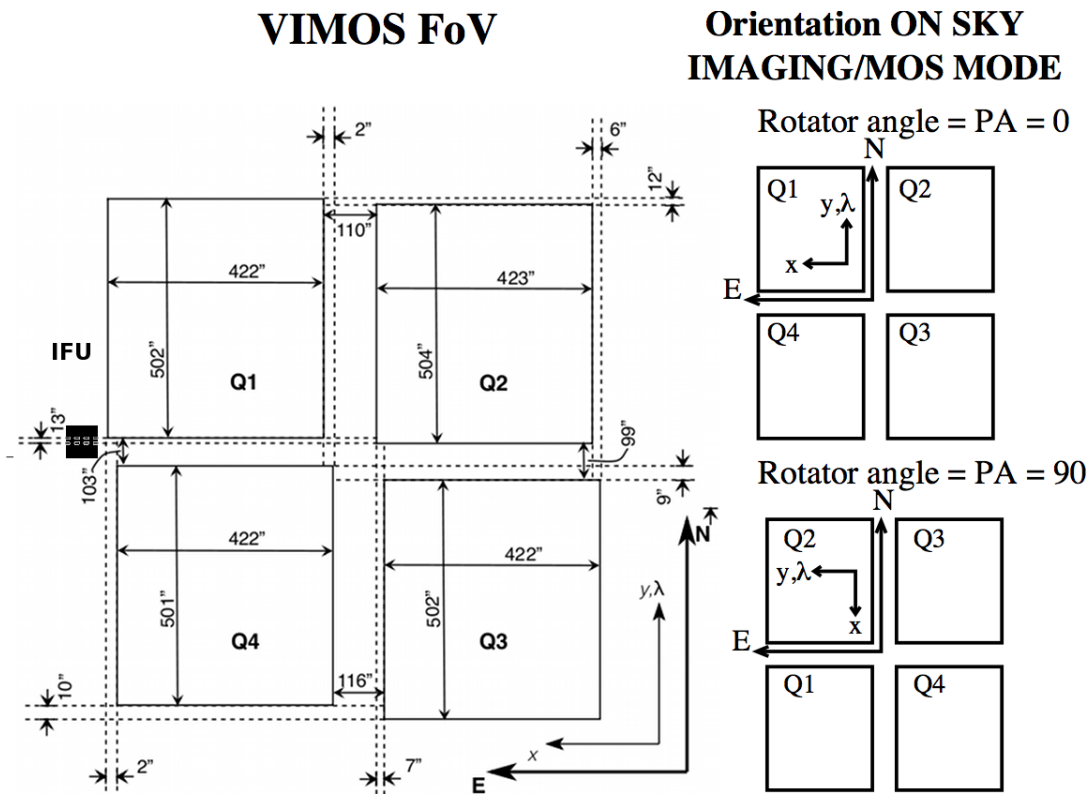 VIMOS FoV
Orientation ON SKY
IMAGING/MOS MODE
Rotator angle = PA = 0
N
Q1
Q2
y,λ
x
E
Q4
Q3
Rotator angle = PA = 90
N
Q2
Q3
y,λ
x
E
Q1
Q4
2”
6”
12”
110”
422”
423”
502”
504”
IFU
Q1
Q2
13”
99”
103”
9”
422”
422”
N
y,λ
501”
502”
Q4
Q3
116”
10”
x
2”
7”
E